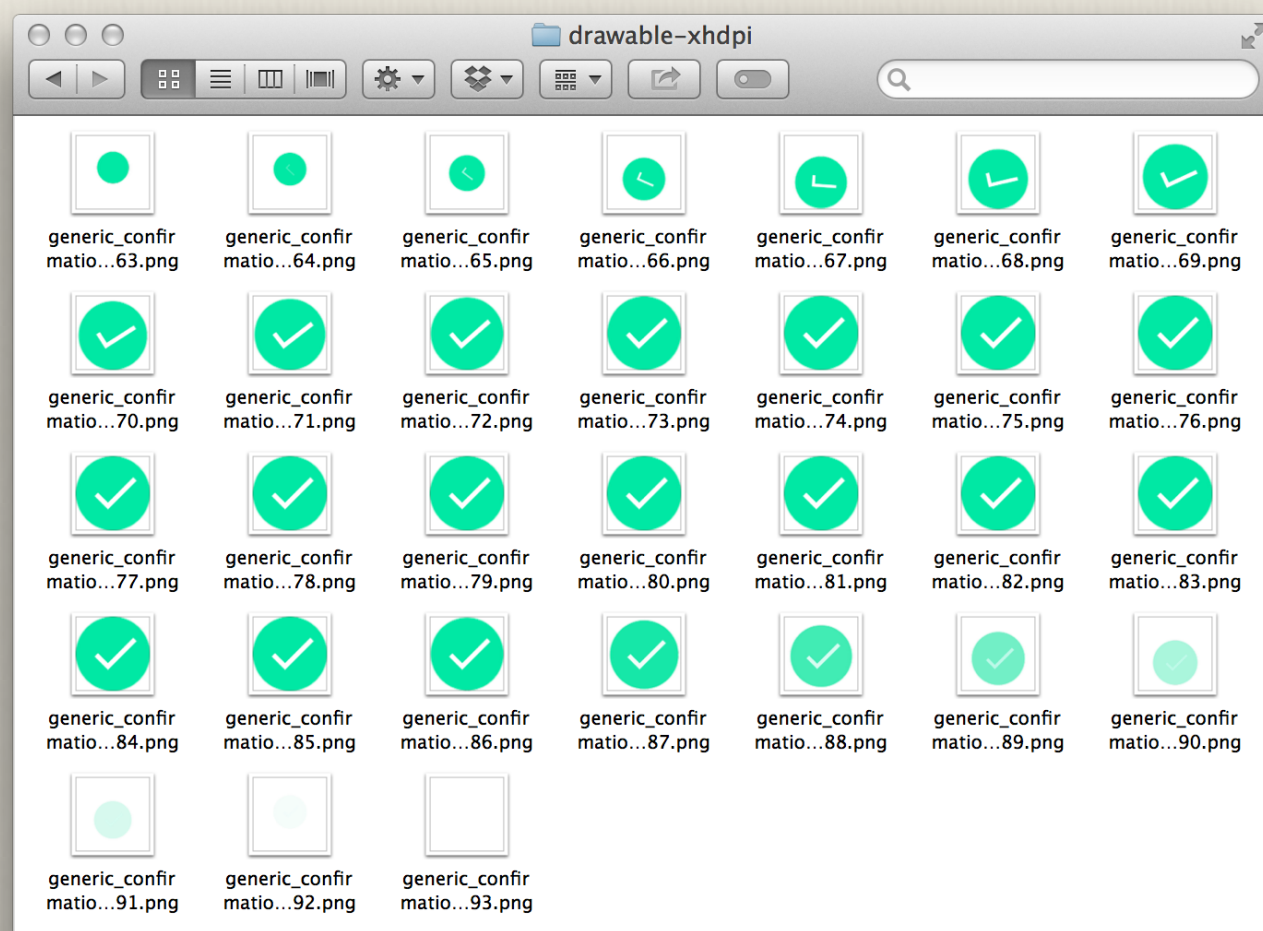 drawable-xhdpi
generic_confir generic_confir generic_confir generic_confir generic_confir generic_confir generic_confir
matio...63.png matio...64.png matio...65.png matio...66.png matio...67.png matio...68.png matio...69.png
generic_confir generic_confir generic_confir generic_confir generic_confir generic_confir generic_confir
matio...70.png matio...71.png matio...72.png matio...73.png matio...74.png matio...75.png matio...76.png
generic_confir generic_confir generic_confir generic_confir generic_confir generic_confir generic_confir
matio...77.png matio...78.png matio...79.png matio...80.png matio...81.png matio...82.png matio...83.png
generic_confir generic_confir generic_confir generic_confir generic_confir generic_confir generic_confir
matio...84.png matio...85.png matio...86.png matio...87.png matio...88.png matio...89.png matio...90.png
generic_confir generic_confir generic_confir
matio...91.png matio...92.png matio...93.png